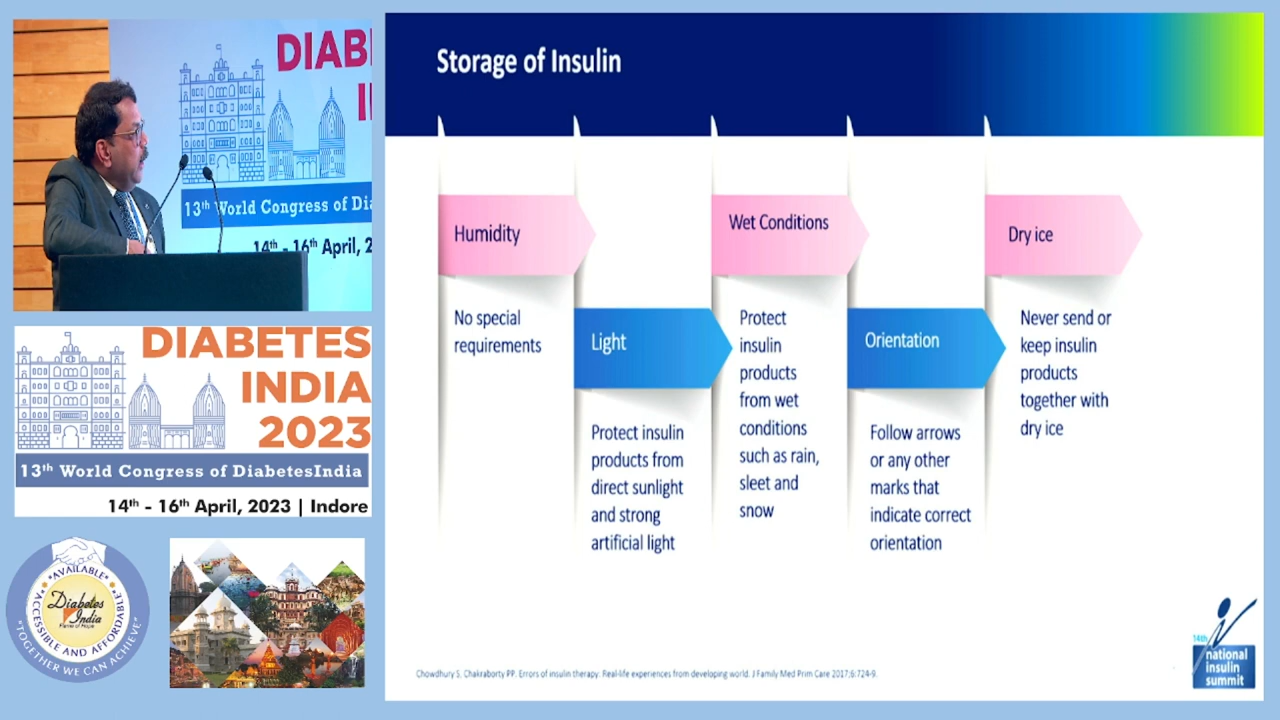 DIAB
I
13th World Congress of Dia
14th - 16th April, 2
DIABETES
INDIA
2023
13th World Congress of DiabetesIndia
14th - 16th April, 2023 | Indore
*AVAILABLE*
*ACCESSIBLE AND AFFORDABLE*
Diabetes
India
Flame of Hope
"TOGETHER WE CAN ACHIEVE"
Storage of Insulin
Humidity
No special
requirements
Light
Protect insulin
products from
direct sunlight
and strong
artificial light
Wet Conditions
Protect
insulin
products
from wet
conditions
such as rain,
sleet and
snow
Orientation
Follow arrows
or any other
marks that
indicate correct
orientation
Dry ice
Never send or
keep insulin
products
together with
dry ice
Chowdhury S, Chakraborty PP. Errors of insulin therapy: Real-life experiences from developing world. J Family Med Prim Care 2017;6:724-9.
14th
national
insulin
summit